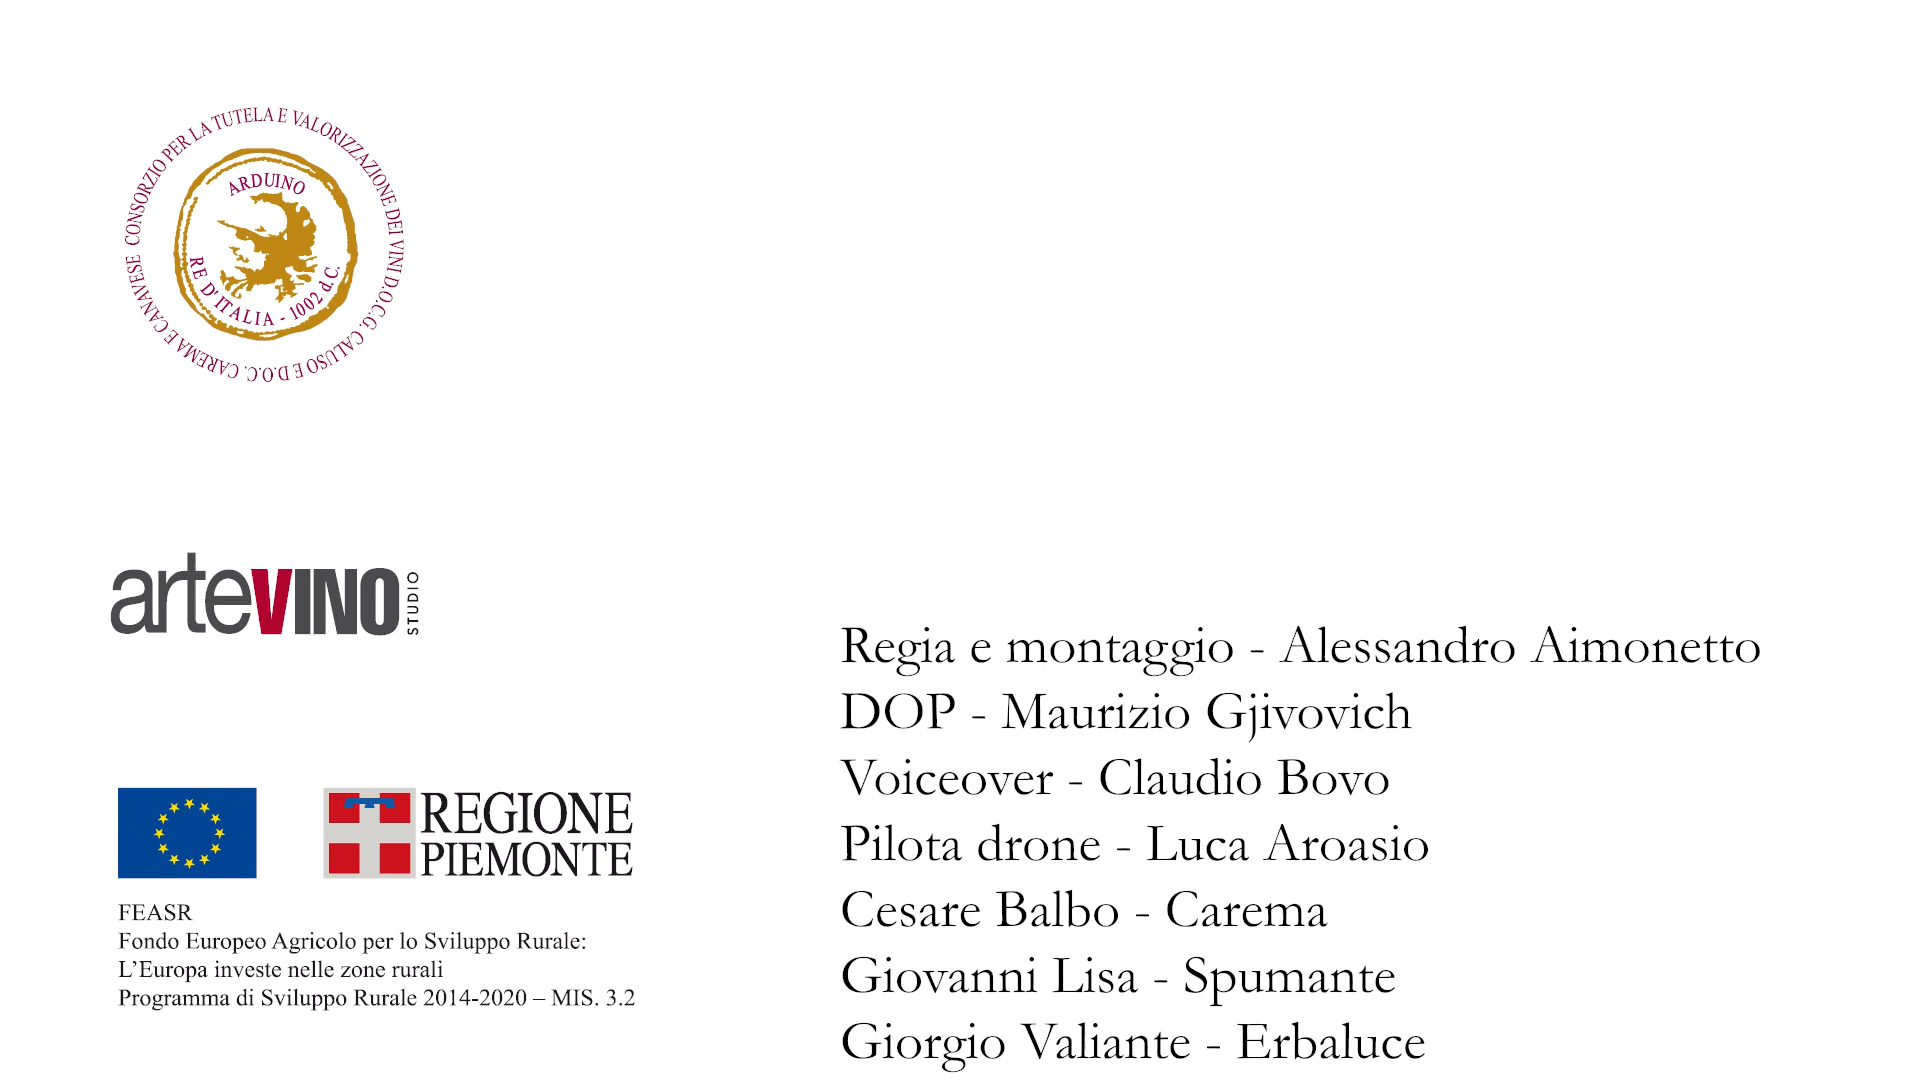 CONSORZIO PER LA TUTELA E VALORIZZAZIONE DEI VINI D.O.C.G. CALUSO E D.O.C. CAREMA E CANAVESE
ARDUINO
RE D'ITALIA - 1002 d.C.
arteVINO STUDIO
REGIONE
PIEMONTE
FEASR
Fondo Europeo Agricolo per lo Sviluppo Rurale:
L’Europa investe nelle zone rurali
Programma di Sviluppo Rurale 2014-2020 – MIS. 3.2
Regia e montaggio - Alessandro Aimonetto
DOP - Maurizio Gjivovich
Voiceover - Claudio Bovo
Pilota drone - Luca Aroasio
Cesare Balbo - Carema
Giovanni Lisa - Spumante
Giorgio Valiante - Erbaluce